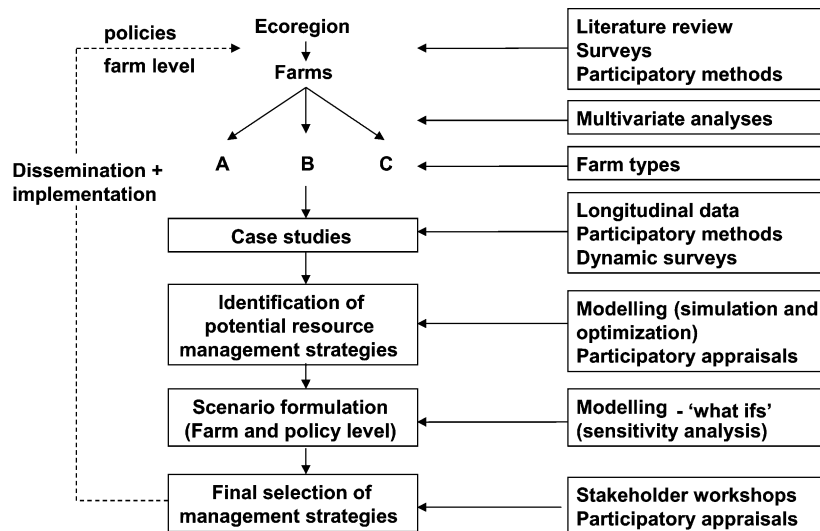 policies
farm level
Ecoregion
Farms
Literature review
Surveys
Participatory methods
Multivariate analyses
A B C
Farm types
Dissemination +
implementation
Case studies
Longitudinal data
Participatory methods
Dynamic surveys
Identification of
potential resource
management strategies
Modelling (simulation and
optimization)
Participatory appraisals
Scenario formulation
(Farm and policy level)
Modelling - ‘what ifs’
(sensitivity analysis)
Final selection of
management strategies
Stakeholder workshops
Participatory appraisals